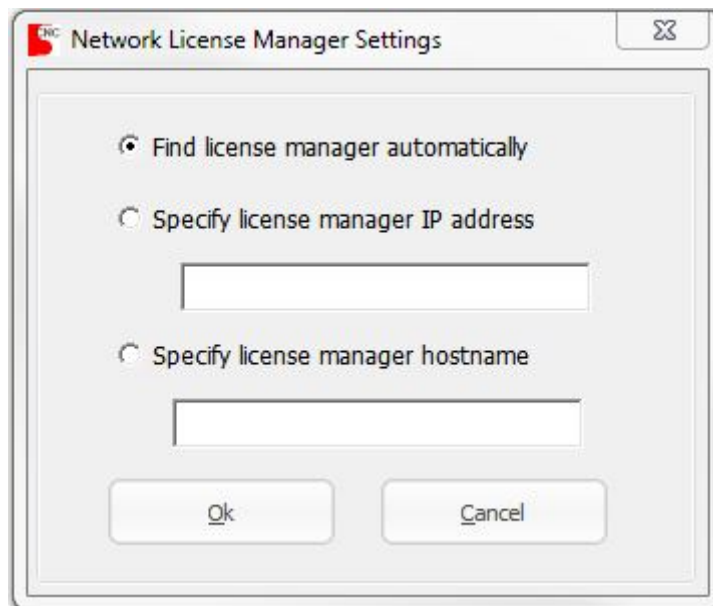 CNC
Network License Manager Settings
Find license manager automatically
Specify license manager IP address
Specify license manager hostname
Ok
Cancel